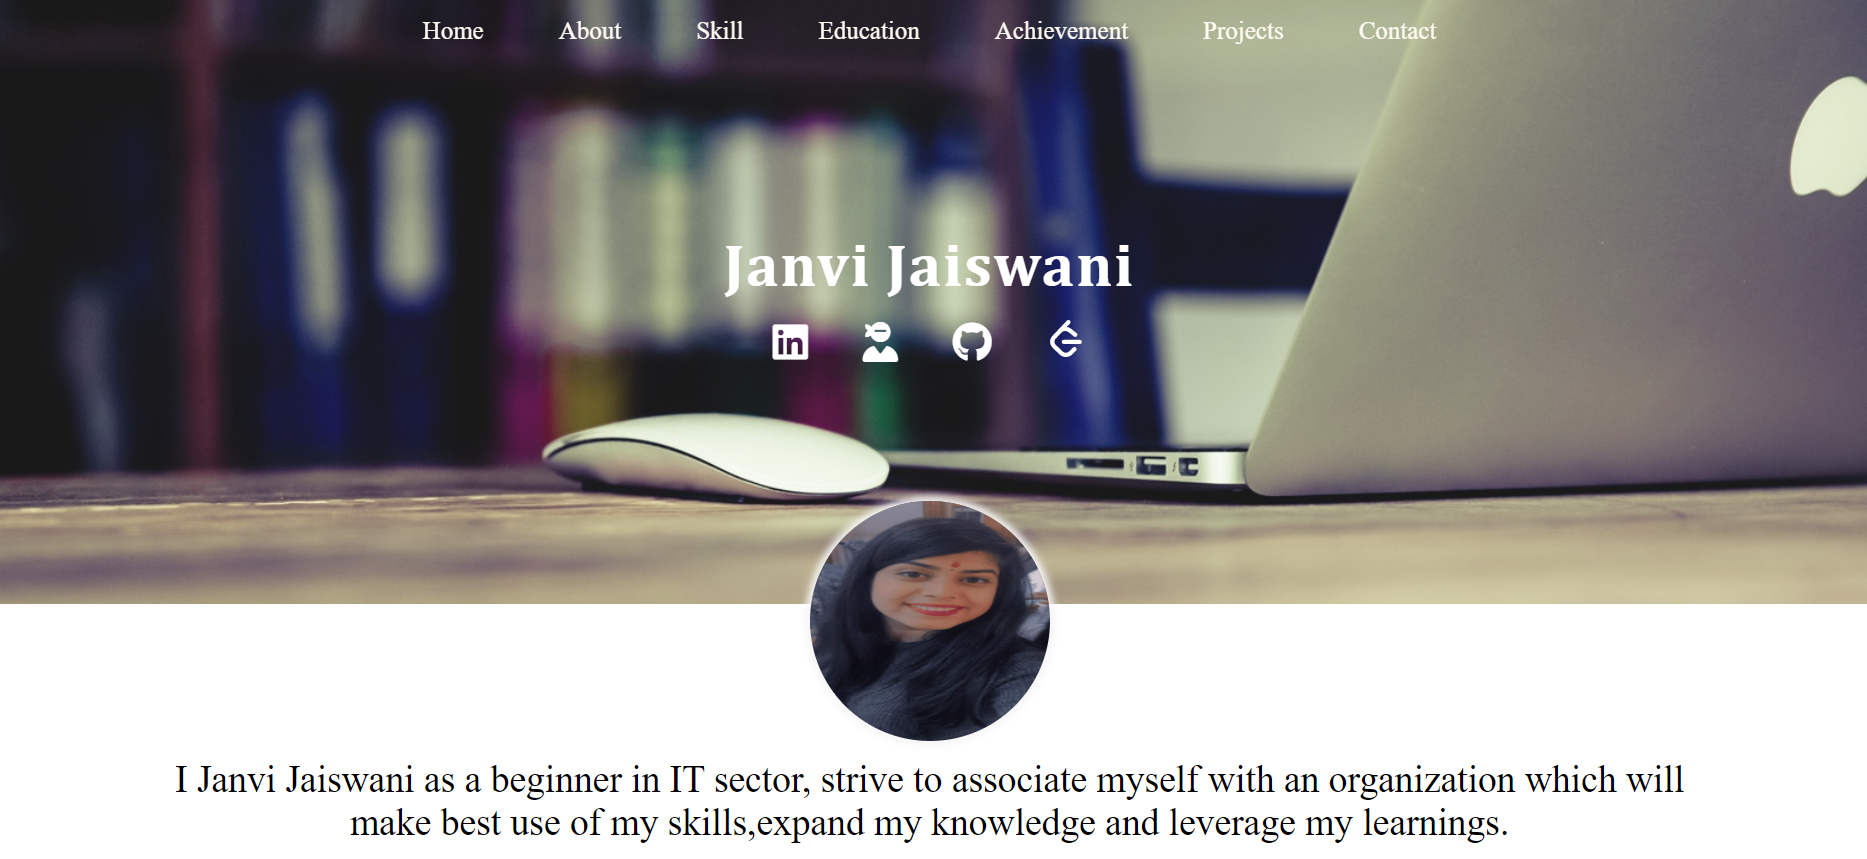 Home About Skill Education Achievement Projects Contact
Janvi Jaiswani
in
I Janvi Jaiswani as a beginner in IT sector, strive to associate myself with an organization which will
make best use of my skills,expand my knowledge and leverage my learnings.